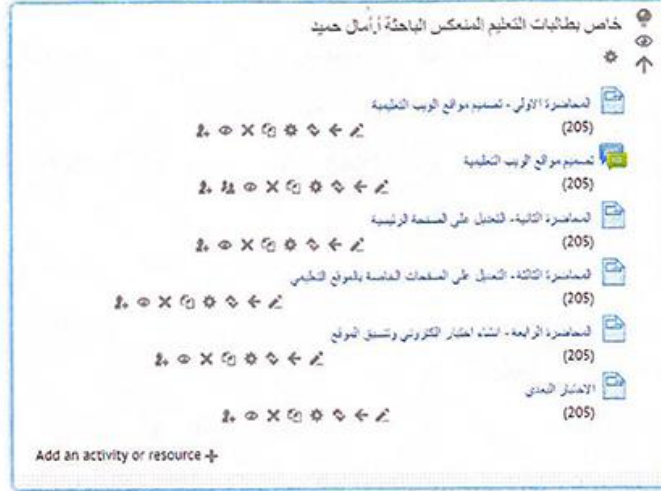 خاص بطالبات التعليم المنعكس الباحثة أ.أمال حميد
المحاضرة الاولى - تصميم مواقع الويب التعليمية
(205)
تصميم مواقع الويب التعليمية
(205)
المحاضرة الثانية- التعديل على الصفحة الرئيسية
(205)
المحاضرة الثالثة- التعديل على الصفحات الخاصة بالموقع التعليمي
(205)
المحاضرة الرابعة - انشاء اختبار الكتروني وتنسيق الموقع
(205)
الاختبار البعدي
(205)
Add an activity or resource